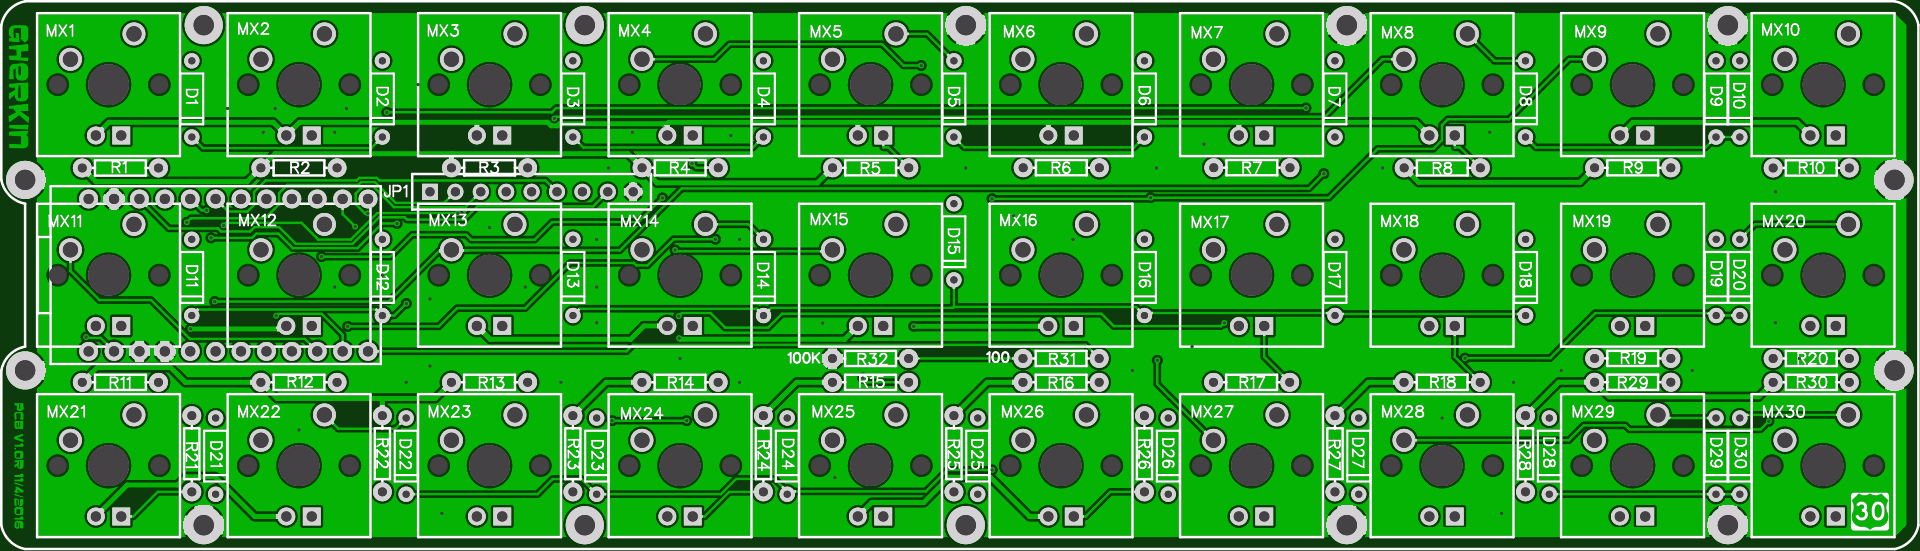 GHERKIN
MX1 MX2 MX3 MX4 MX5 MX6 MX7 MX8 MX9 MX10
D1 D2 D3 D4 D5 D6 D7 D8 D9 D10
R1 R2 R3 R4 R5 R6 R7 R8 R9 R10
JP1
MX11 MX12 MX13 MX14 MX15 MX16 MX17 MX18 MX19 MX20
D11 D12 D13 D14 D15 D16 D17 D18 D19 D20
100K R32 100 R31 R19 R20
R11 R12 R13 R14 R15 R16 R17 R18 R29 R30
MX21 MX22 MX23 MX24 MX25 MX26 MX27 MX28 MX29 MX30
R21 D21 R22 D22 R23 D23 R24 D24 R25 D25 R26 D26 R27 D27 R28 D28 D29 D30
PCB V1.0R 11/4/2016
30